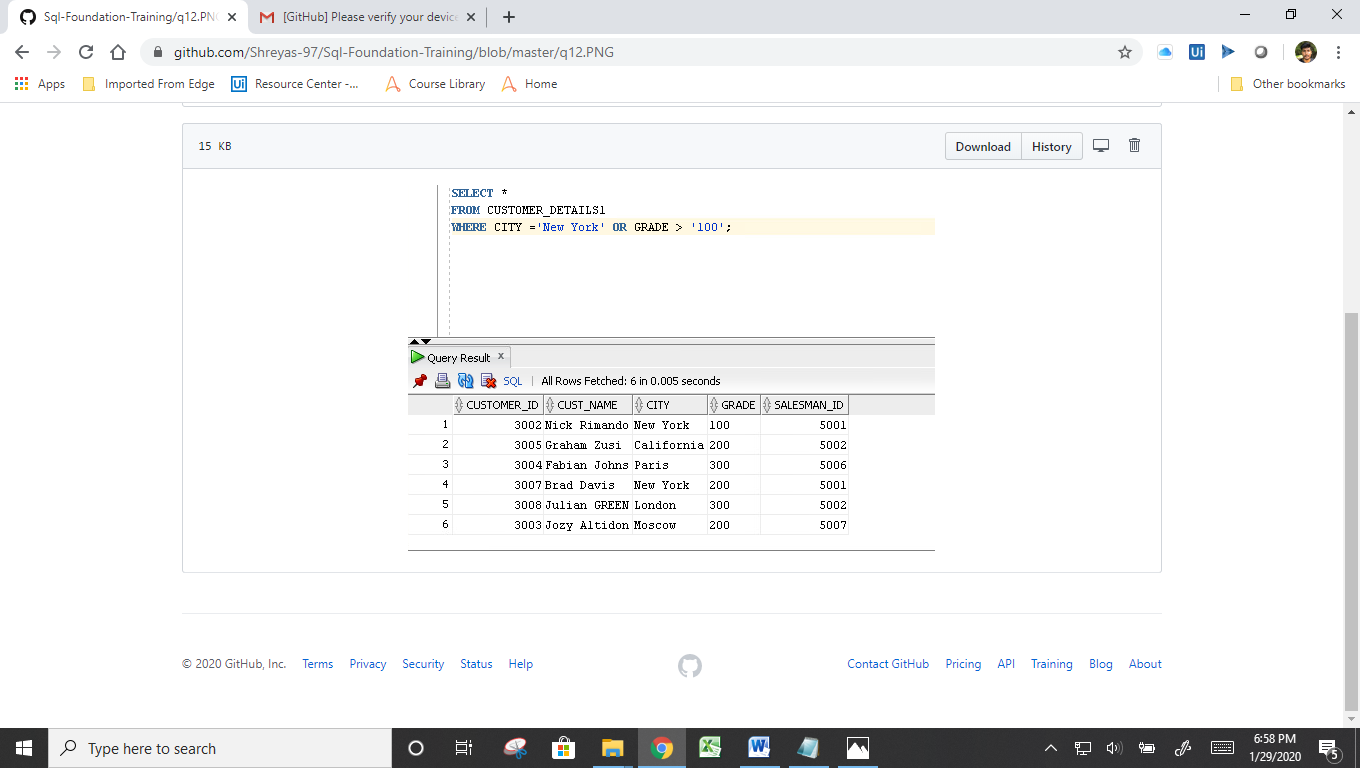 Sql-Foundation-Training/q12.PN
[GitHub] Please verify your device
github.com/Shreyas-97/Sql-Foundation-Training/blob/master/q12.PNG
Apps Imported From Edge Ui Resource Center -... Course Library Home Other bookmarks
15 KB Download History
SELECT *
FROM CUSTOMER_DETAILS1
WHERE CITY ='New York' OR GRADE > '100';
Query Result
SQL | All Rows Fetched: 6 in 0.005 seconds
CUSTOMER_ID CUST_NAME CITY GRADE SALESMAN_ID
1 3002 Nick Rimando New York 100 5001
2 3005 Graham Zusi California 200 5002
3 3004 Fabian Johns Paris 300 5006
4 3007 Brad Davis New York 200 5001
5 3008 Julian GREEN London 300 5002
6 3003 Jozy Altidon Moscow 200 5007
© 2020 GitHub, Inc. Terms Privacy Security Status Help Contact GitHub Pricing API Training Blog About
Type here to search
6:58 PM
1/29/2020
5